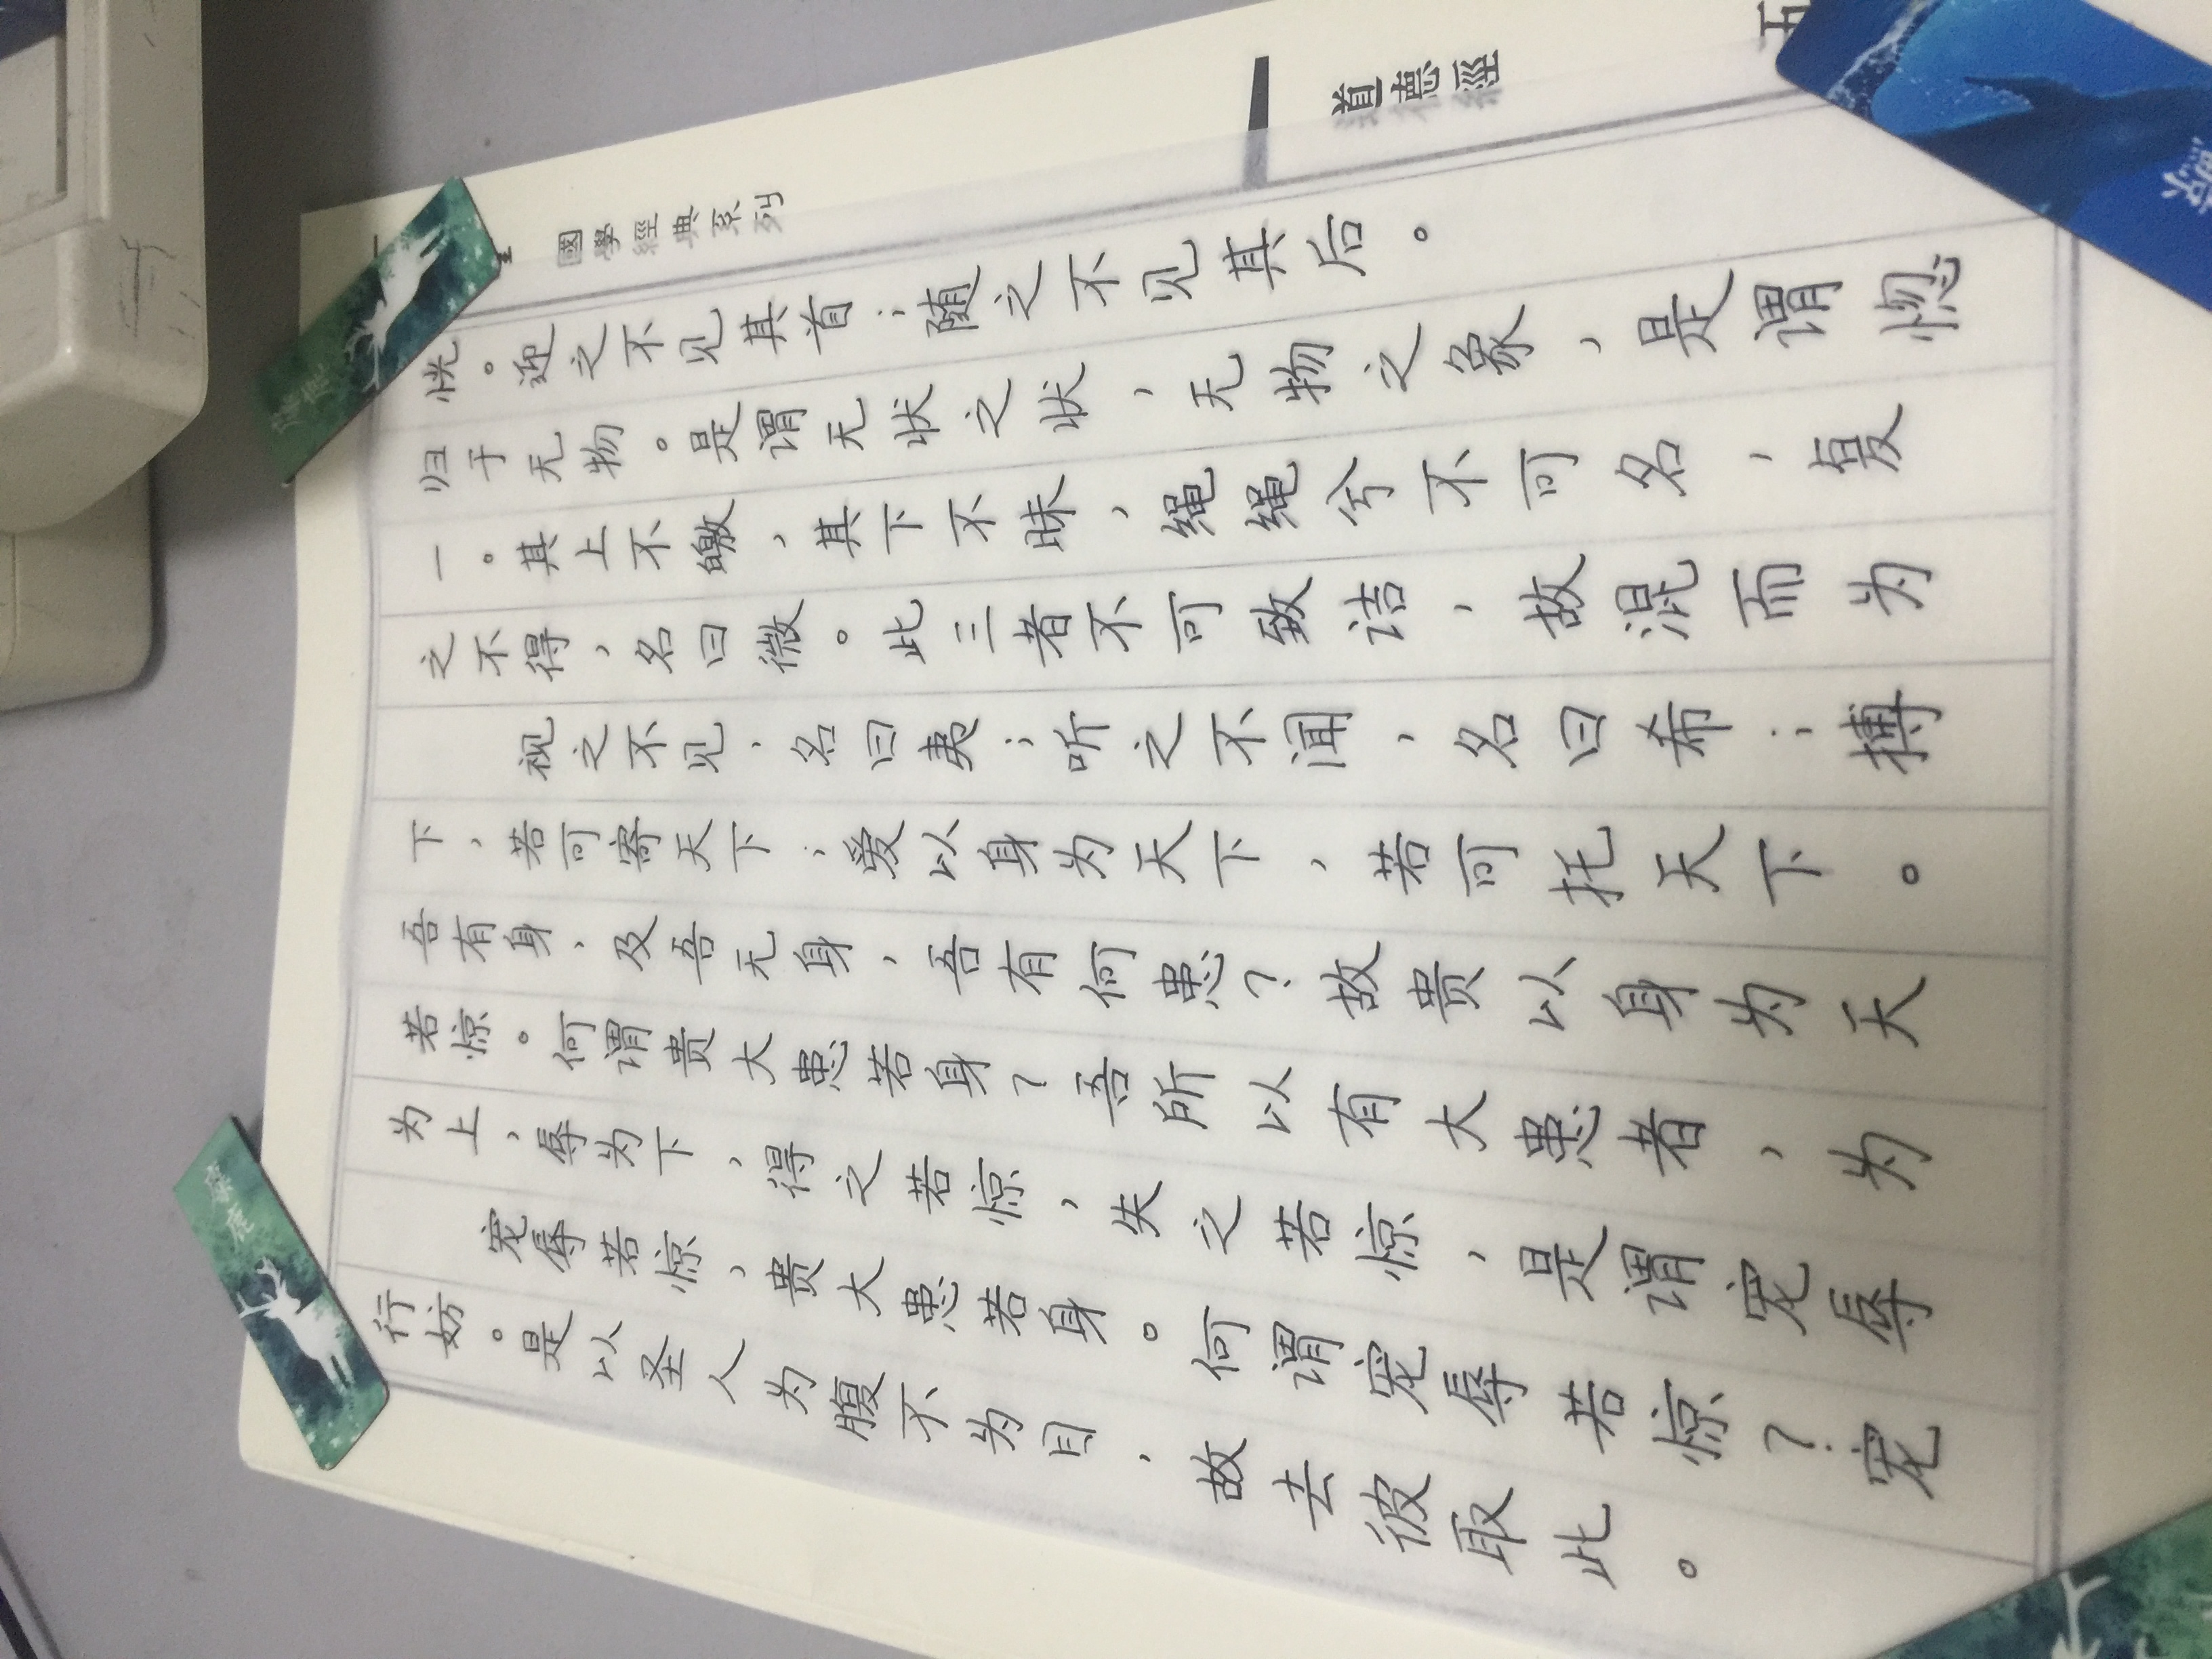 行妨。是以圣人为腹不为目，故去彼取此。
宠辱若惊，贵大患若身。何谓宠辱若惊？宠
为上，辱为下，得之若惊，失之若惊，是谓宠辱
若惊。何谓贵大患若身？吾所以有大患者，为
吾有身，及吾无身，吾有何患？故贵以身为天
下，若可寄天下；爱以身为天下，若可托天下。
视之不见，名曰夷；听之不闻，名曰希；搏
之不得，名曰微。此三者不可致诘，故混而为
一。其上不皦，其下不昧，绳绳兮不可名，复
归于无物。是谓无状之状，无物之象，是谓惚
恍。迎之不见其首；随之不见其后。
國學經典系列
道德經
五